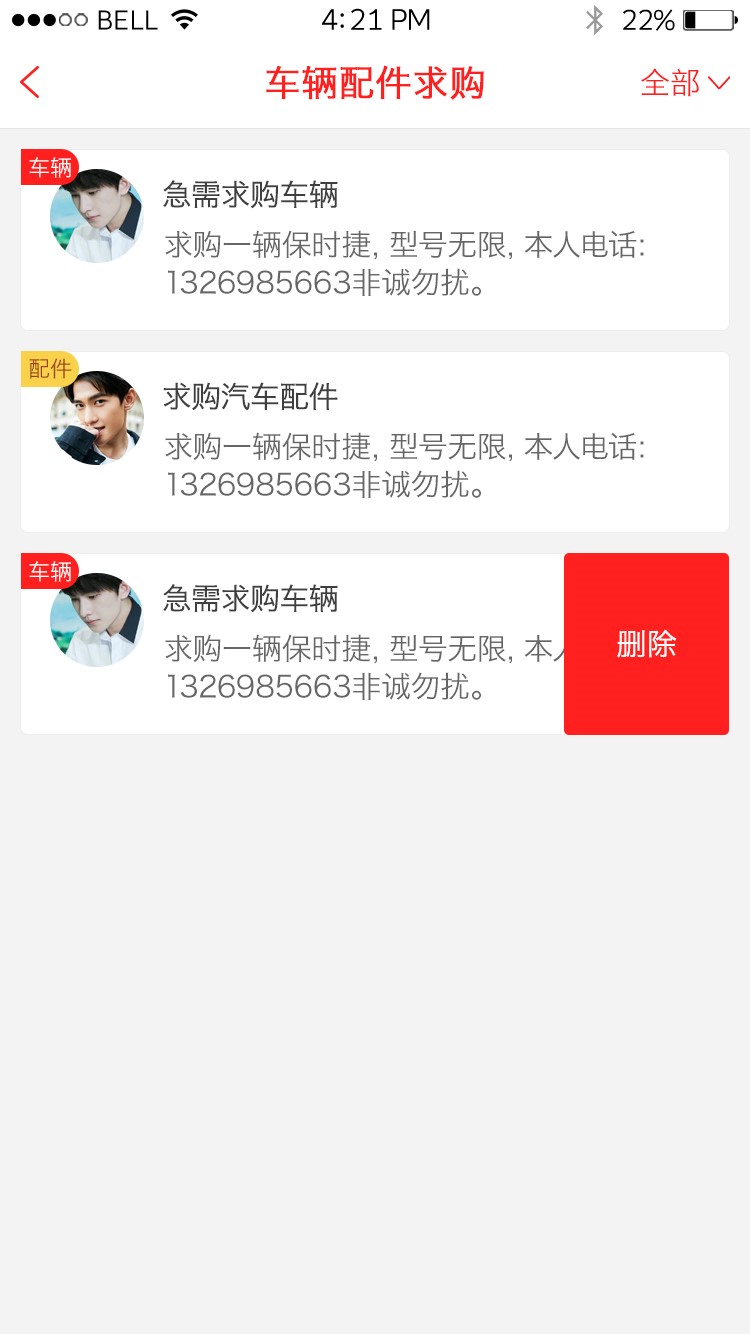 BELL 4:21 PM 22%
车辆配件求购 全部
车辆
急需求购车辆
求购一辆保时捷, 型号无限, 本人电话:
1326985663非诚勿扰。
配件
求购汽车配件
求购一辆保时捷, 型号无限, 本人电话:
1326985663非诚勿扰。
车辆
急需求购车辆
求购一辆保时捷, 型号无限, 本
1326985663非诚勿扰。
删除